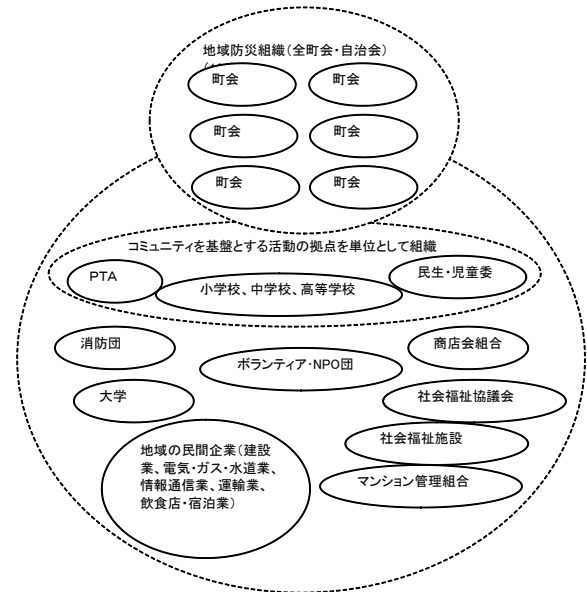 地域防災組織（全町会・自治会）
町会 町会
町会 町会
町会 町会
コミュニティを基盤とする活動の拠点を単位として組織
PTA
民生・児童委
小学校、中学校、高等学校
消防団
商店会組合
ボランティア・NPO団
大学
社会福祉協議会
社会福祉施設
地域の民間企業（建設
業、電気・ガス・水道業、
情報通信業、運輸業、
飲食店・宿泊業）
マンション管理組合